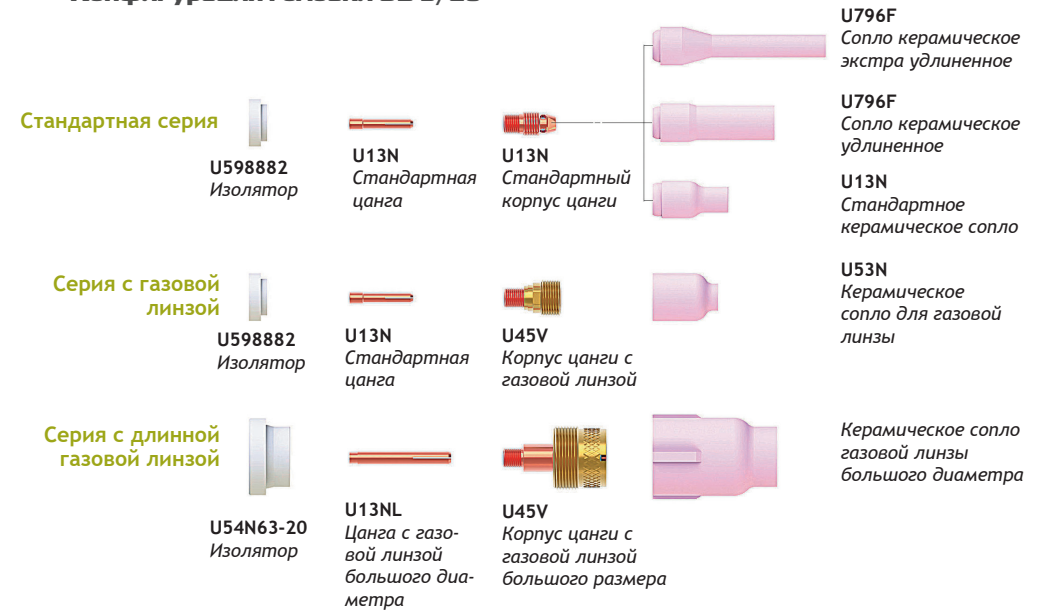 U796F
Сопло керамическое
экстра удлиненное
Стандартная серия
U598882
Изолятор
U13N
Стандартная
цанга
U13N
Стандартный
корпус цанги
U796F
Сопло керамическое
удлиненное
U13N
Стандартное
керамическое сопло
Серия с газовой
линзой
U598882
Изолятор
U13N
Стандартная
цанга
U45V
Корпус цанги с
газовой линзой
U53N
Керамическое
сопло для газовой
линзы
Серия с длинной
газовой линзой
U54N63-20
Изолятор
U13NL
Цанга с газо-
вой линзой
большого диа-
метра
U45V
Корпус цанги с
газовой линзой
большого размера
Керамическое сопло
газовой линзы
большого диаметра